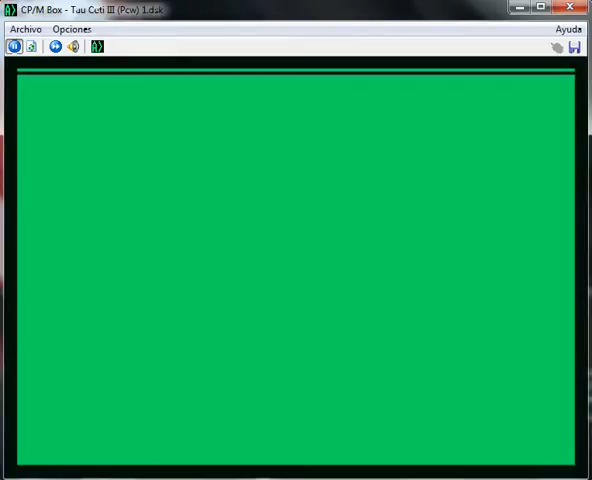 CP/M Box - Tau Ceti III (Pcw) 1.dsk
Archivo Opciones Ayuda
A>